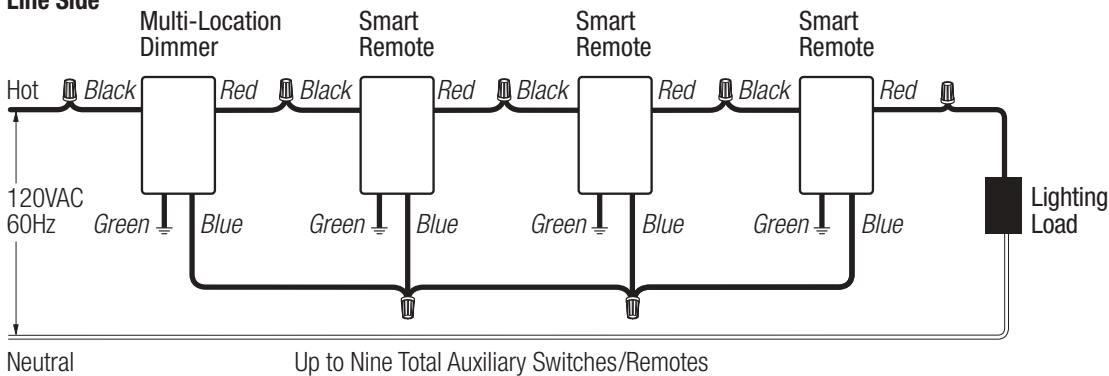 Line Side
Multi-Location
Dimmer
Smart
Remote
Smart
Remote
Smart
Remote
Hot
Black
Red
Black
Red
Black
Red
Black
Red
120VAC
60Hz
Green
Blue
Green
Blue
Green
Blue
Green
Blue
Lighting
Load
Neutral
Up to Nine Total Auxiliary Switches/Remotes